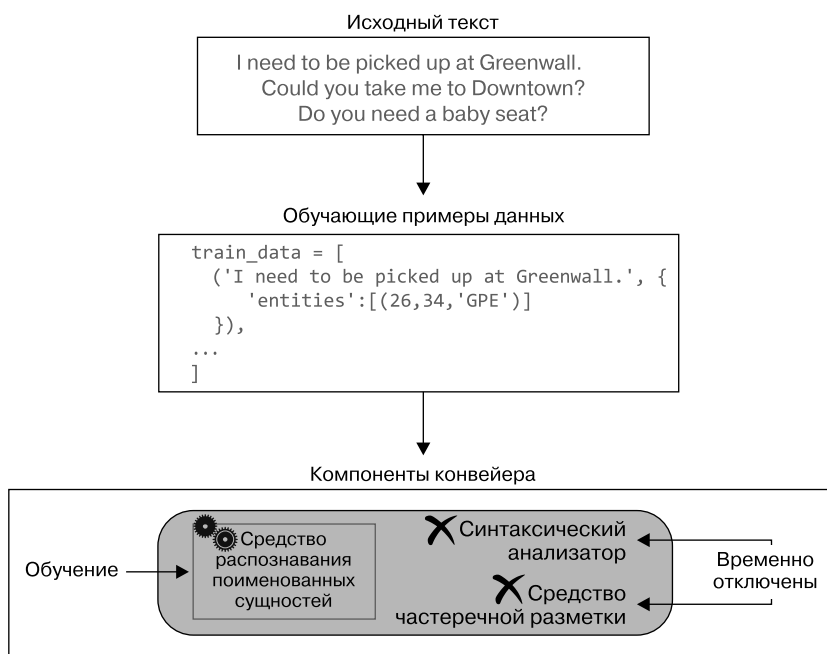 Исходный текст
I need to be picked up at Greenwall.
Could you take me to Downtown?
Do you need a baby seat?
Обучающие примеры данных
train_data = [
('I need to be picked up at Greenwall.', {
'entities':[(26,34,'GPE')]
}),
...
]
Компоненты конвейера
Обучение
Средство
распознавания
поименованных
сущностей
Синтаксический
анализатор
Средство
частеречной разметки
Временно
отключены